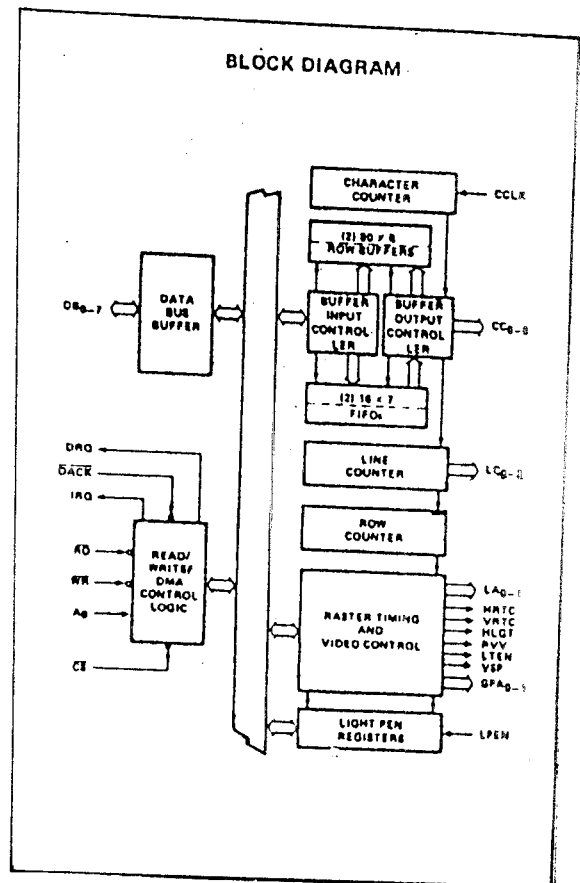 BLOCK DIAGRAM
CHARACTER
COUNTER
CCLK
(2) 80 x 8
ROW BUFFERS
DATA
BUS
BUFFER
DB0-7
BUFFER
INPUT
CONTROL
LER
BUFFER
OUTPUT
CONTROL
LER
(2) 16 x 7
FIFOs
DRQ
DACK
IRQ
LINE
COUNTER
ROW
COUNTER
RD
WR
A0
CS
READ/
WRITE/
DMA
CONTROL
LOGIC
RASTER TIMING
AND
VIDEO CONTROL
HRTC
VRTC
HLGT
RVV
LTEN
VSP
LIGHT PEN
REGISTERS
LPEN